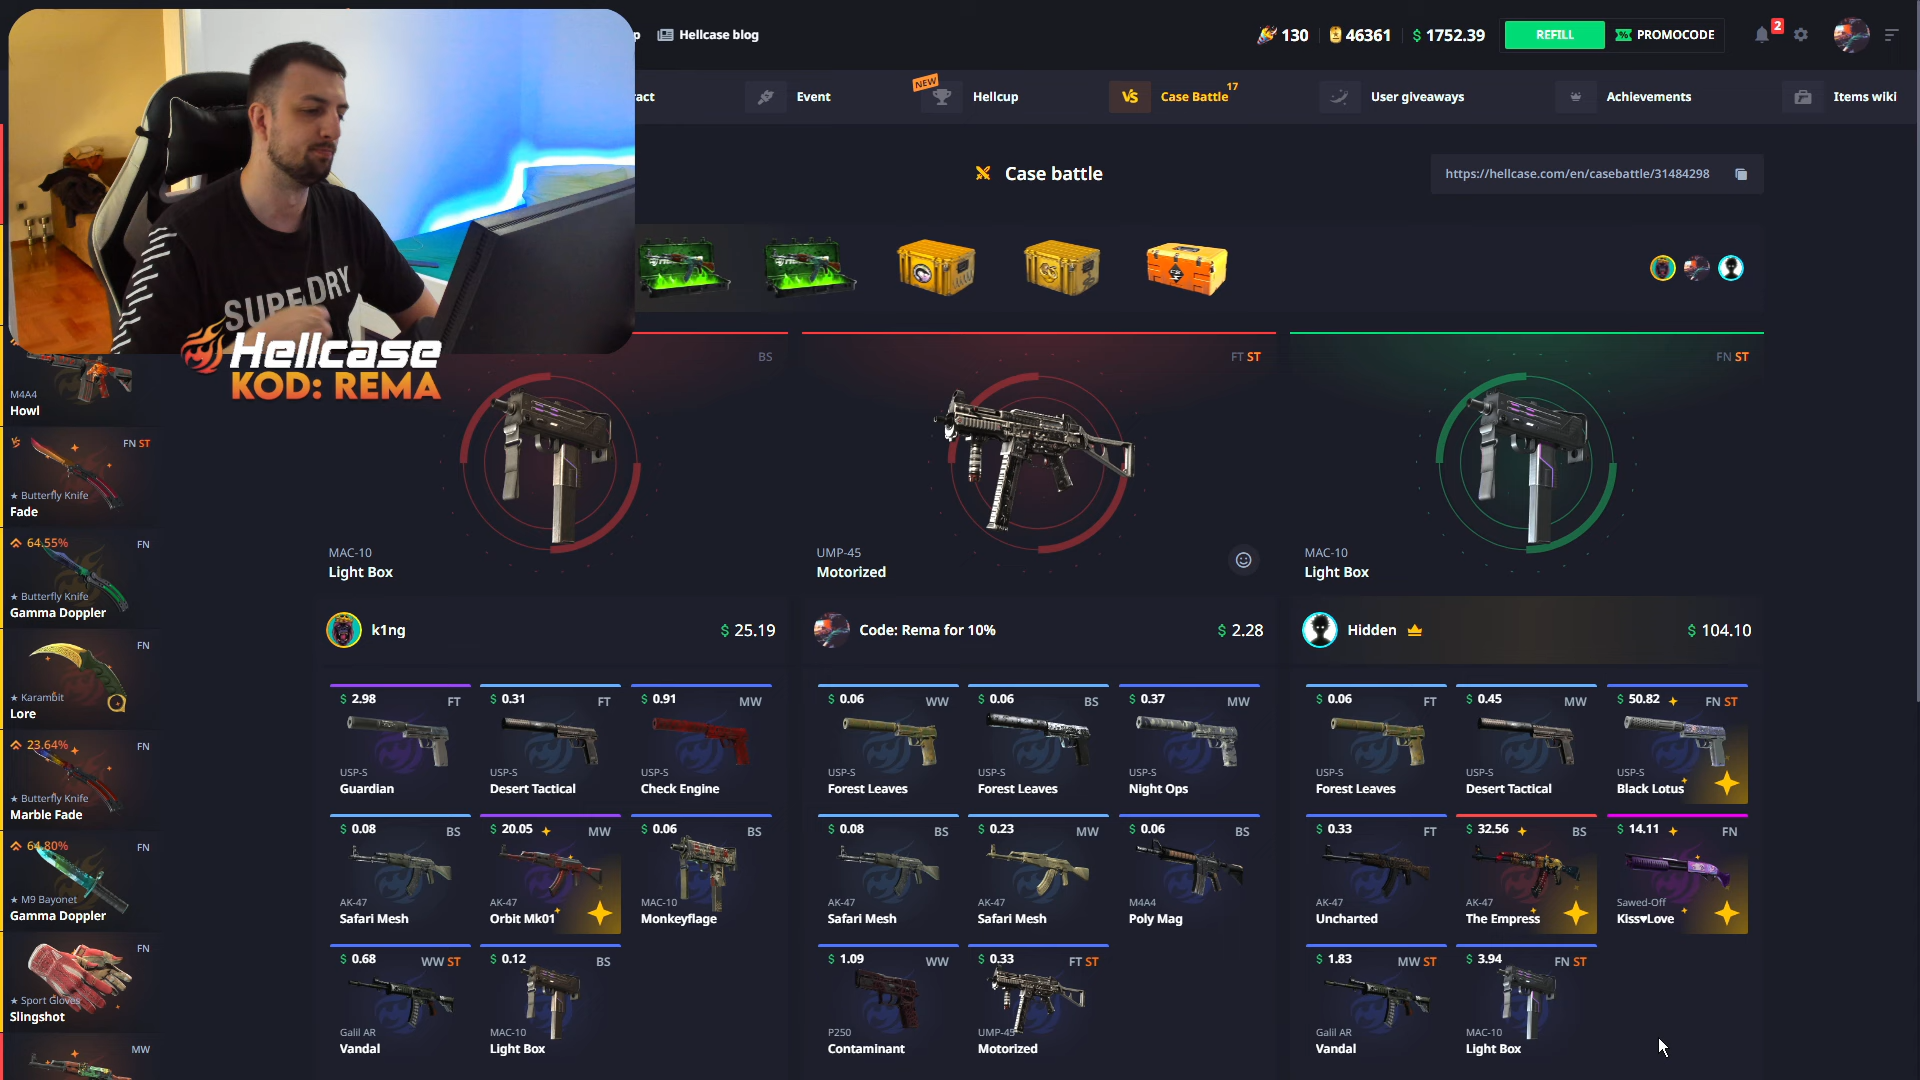 p
Hellcase blog
130
46361
$ 1752.39
REFILL
PROMOCODE
2
ract
Event
NEW
Hellcup
VS
Case Battle
17
User giveaways
Achievements
Items wiki
Case battle
https://hellcase.com/en/casebattle/31484298
SUPERDRY
Hellcase
KOD: REMA
M4A4
Howl
FN ST
★ Butterfly Knife
Fade
64.55%
FN
★ Butterfly Knife
Gamma Doppler
FN
★ Karambit
Lore
23.64%
FN
★ Butterfly Knife
Marble Fade
64.80%
FN
★ M9 Bayonet
Gamma Doppler
FN
★ Sport Gloves
Slingshot
MW
BS
MAC-10
Light Box
FT ST
UMP-45
Motorized
FN ST
MAC-10
Light Box
k1ng
$ 25.19
Code: Rema for 10%
$ 2.28
Hidden
$ 104.10
$ 2.98
FT
USP-S
Guardian
$ 0.31
FT
USP-S
Desert Tactical
$ 0.91
MW
USP-S
Check Engine
$ 0.08
BS
AK-47
Safari Mesh
$ 20.05
MW
AK-47
Orbit Mk01
$ 0.06
BS
MAC-10
Monkeyflage
$ 0.68
WW ST
Galil AR
Vandal
$ 0.12
BS
MAC-10
Light Box
$ 0.06
WW
USP-S
Forest Leaves
$ 0.06
BS
USP-S
Forest Leaves
$ 0.37
MW
USP-S
Night Ops
$ 0.08
BS
AK-47
Safari Mesh
$ 0.23
MW
AK-47
Safari Mesh
$ 0.06
BS
M4A4
Poly Mag
$ 1.09
WW
P250
Contaminant
$ 0.33
FT ST
UMP-45
Motorized
$ 0.06
FT
USP-S
Forest Leaves
$ 0.45
MW
USP-S
Desert Tactical
$ 50.82
FN ST
USP-S
Black Lotus
$ 0.33
FT
AK-47
Uncharted
$ 32.56
BS
AK-47
The Empress
$ 14.11
FN
Sawed-Off
Kiss♥Love
$ 1.83
MW ST
Galil AR
Vandal
$ 3.94
FN ST
MAC-10
Light Box